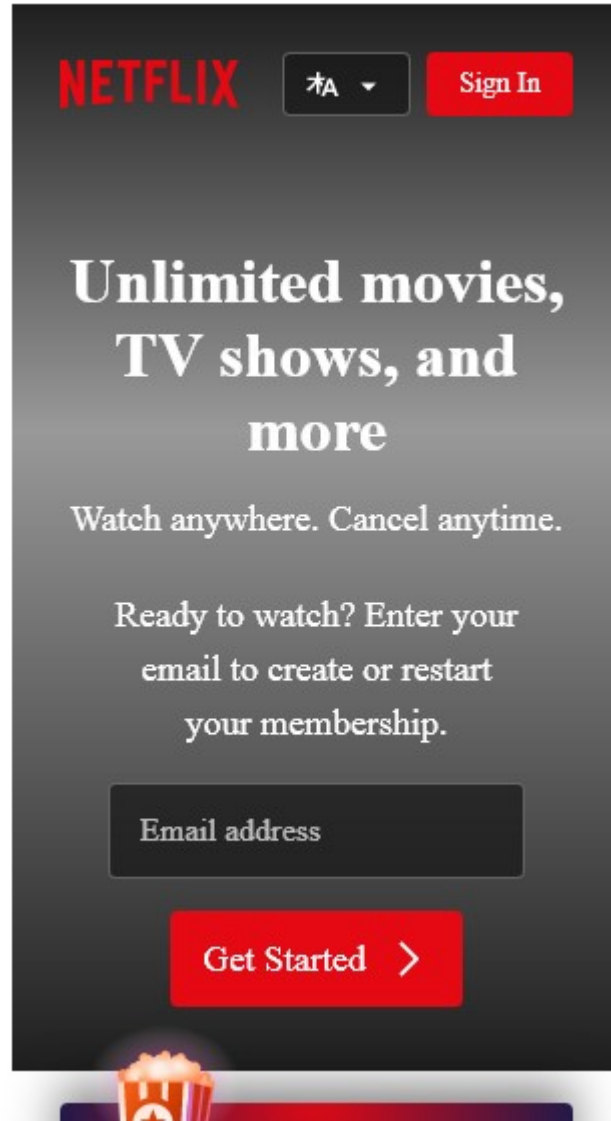 NETFLIX
Sign In
Unlimited movies,
TV shows, and
more
Watch anywhere. Cancel anytime.
Ready to watch? Enter your
email to create or restart
your membership.
Email address
Get Started